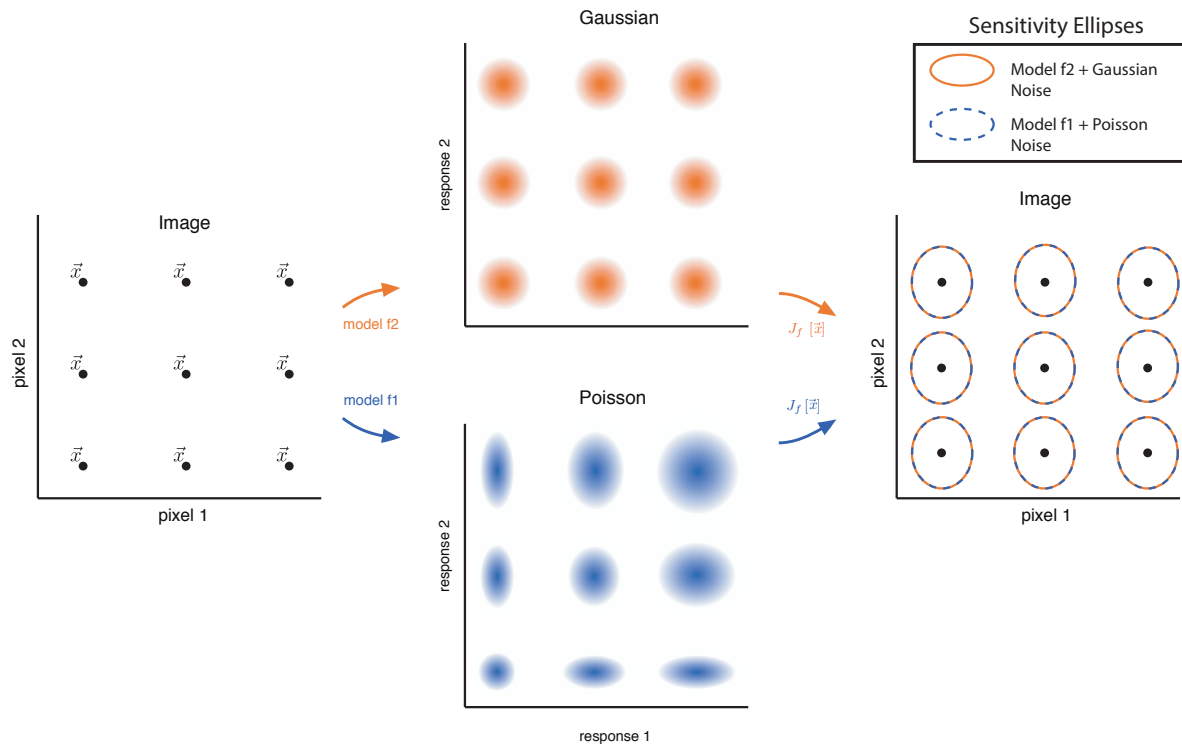 Gaussian
Sensitivity Ellipses
Model f2 + Gaussian
Noise
Model f1 + Poisson
Noise
response 2
Image
Image
x⃗ x⃗ x⃗
x⃗ x⃗ x⃗
x⃗ x⃗ x⃗
pixel 2
pixel 1
model f2
model f1
J_f [x⃗]
J_f [x⃗]
Poisson
response 2
response 1
pixel 2
pixel 1